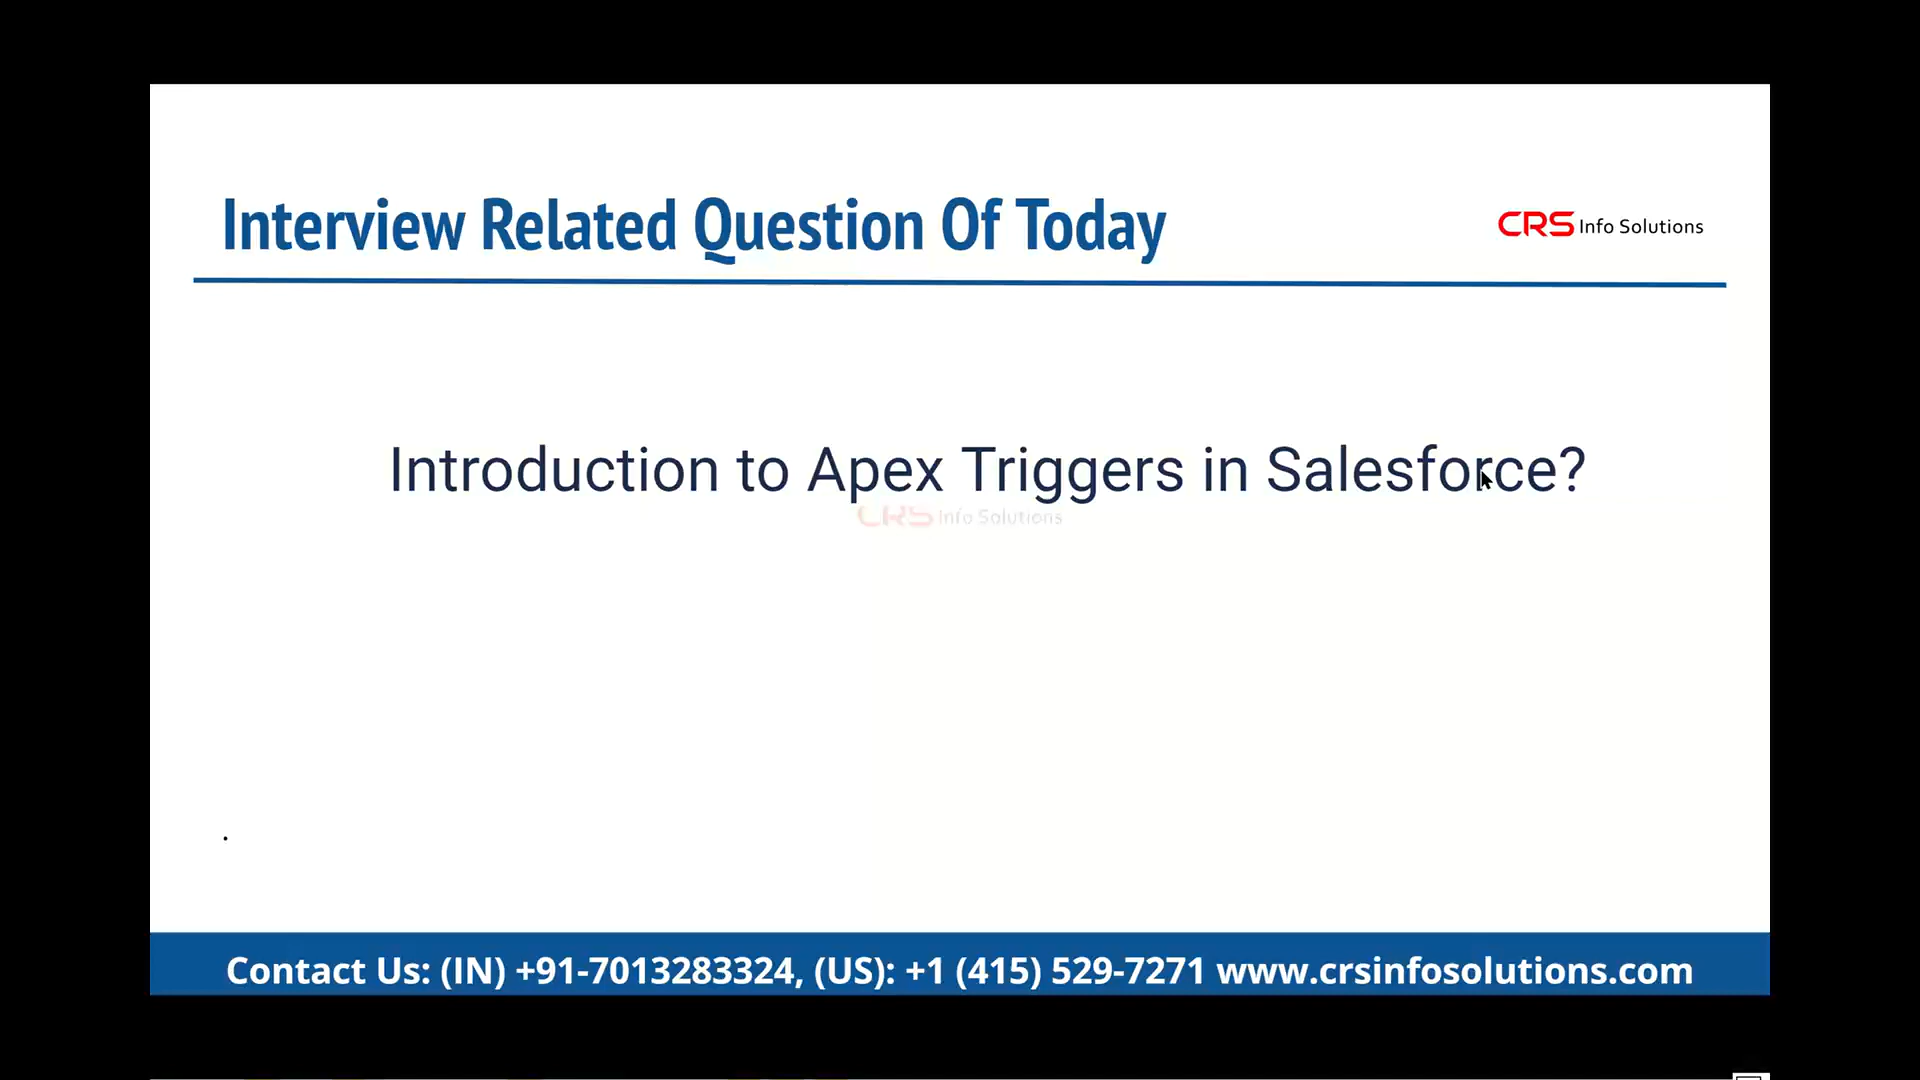 Interview Related Question Of Today
CRS Info Solutions
Introduction to Apex Triggers in Salesforce?
CRS Info Solutions
.
Contact Us: (IN) +91-7013283324, (US): +1 (415) 529-7271 www.crsinfosolutions.com